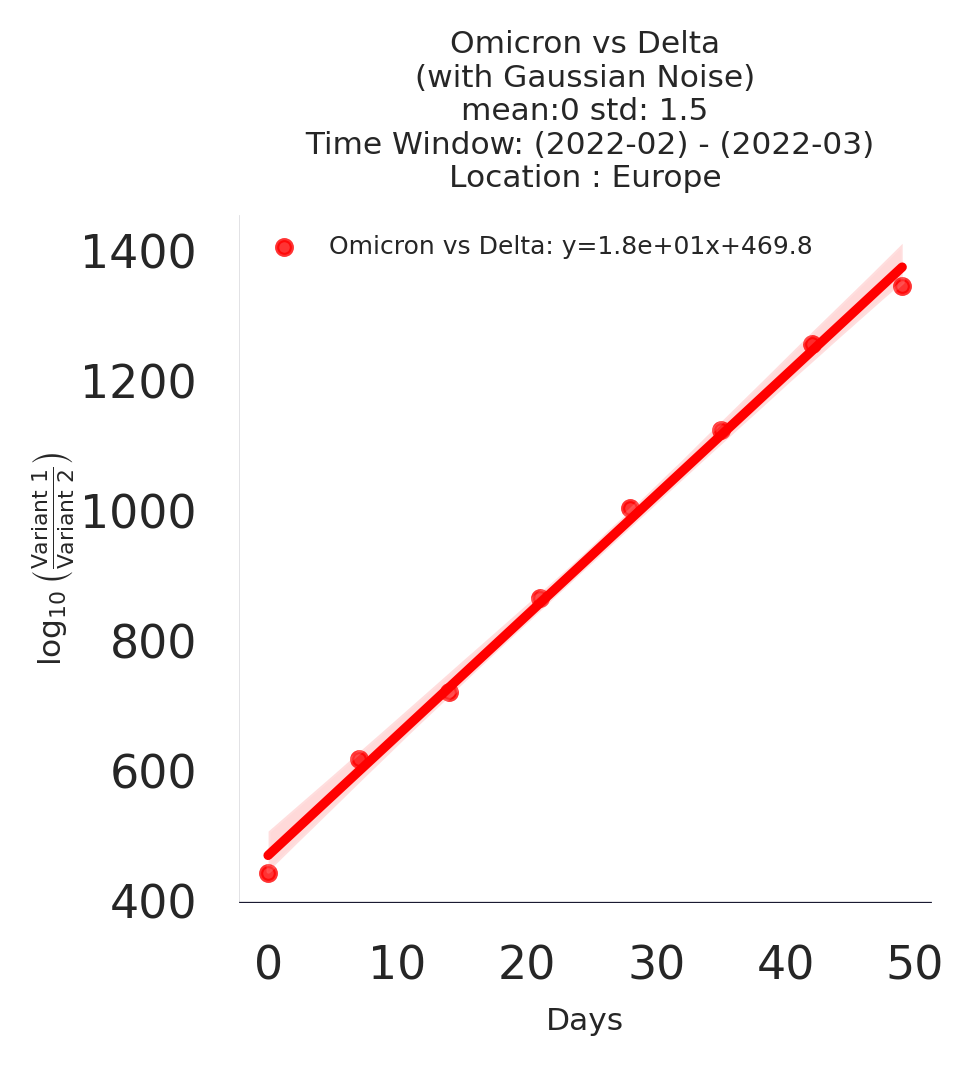 Omicron vs Delta
(with Gaussian Noise)
mean:0 std: 1.5
Time Window: (2022-02) - (2022-03)
Location : Europe
Omicron vs Delta: y=1.8e+01x+469.8
1400
1200
1000
800
600
400
log₁₀ (Variant 1 / Variant 2)
0 10 20 30 40 50
Days